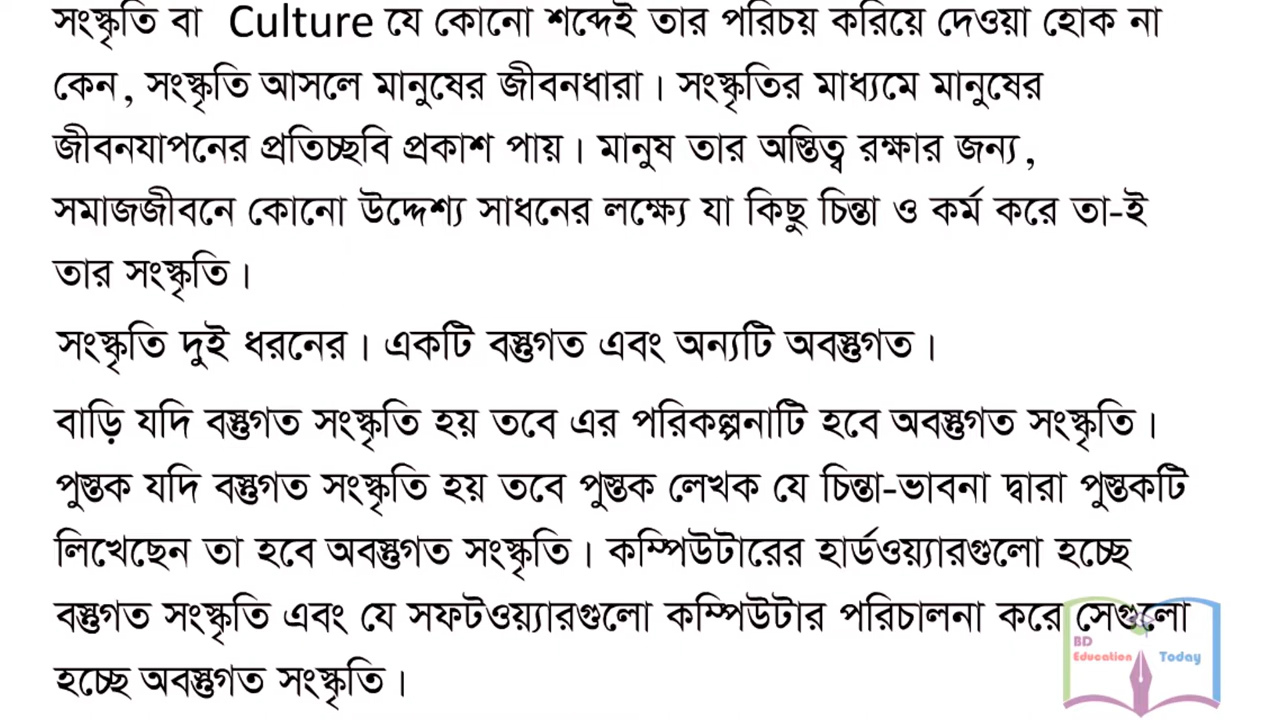 সংস্কৃতি বা Culture যে কোনো শব্দেই তার পরিচয় করিয়ে দেওয়া হোক না
কেন, সংস্কৃতি আসলে মানুষের জীবনধারা। সংস্কৃতির মাধ্যমে মানুষের
জীবনযাপনের প্রতিচ্ছবি প্রকাশ পায়। মানুষ তার অস্তিত্ব রক্ষার জন্য,
সমাজজীবনে কোনো উদ্দেশ্য সাধনের লক্ষ্যে যা কিছু চিন্তা ও কর্ম করে তা-ই
তার সংস্কৃতি।
সংস্কৃতি দুই ধরনের। একটি বস্তুগত এবং অন্যটি অবস্তুগত।
বাড়ি যদি বস্তুগত সংস্কৃতি হয় তবে এর পরিকল্পনাটি হবে অবস্তুগত সংস্কৃতি।
পুস্তক যদি বস্তুগত সংস্কৃতি হয় তবে পুস্তক লেখক যে চিন্তা-ভাবনা দ্বারা পুস্তকটি
লিখেছেন তা হবে অবস্তুগত সংস্কৃতি। কম্পিউটারের হার্ডওয়্যারগুলো হচ্ছে
বস্তুগত সংস্কৃতি এবং যে সফটওয়্যারগুলো কম্পিউটার পরিচালনা করে সেগুলো
হচ্ছে অবস্তুগত সংস্কৃতি।
BD
Education Today